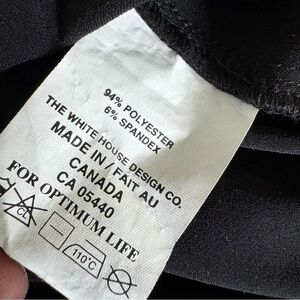 94% POLYESTER
6% SPANDEX
THE WHITE HOUSE DESIGN CO.
MADE IN / FAIT AU
CANADA
CA 05440
FOR OPTIMUM LIFE
CL
110°C